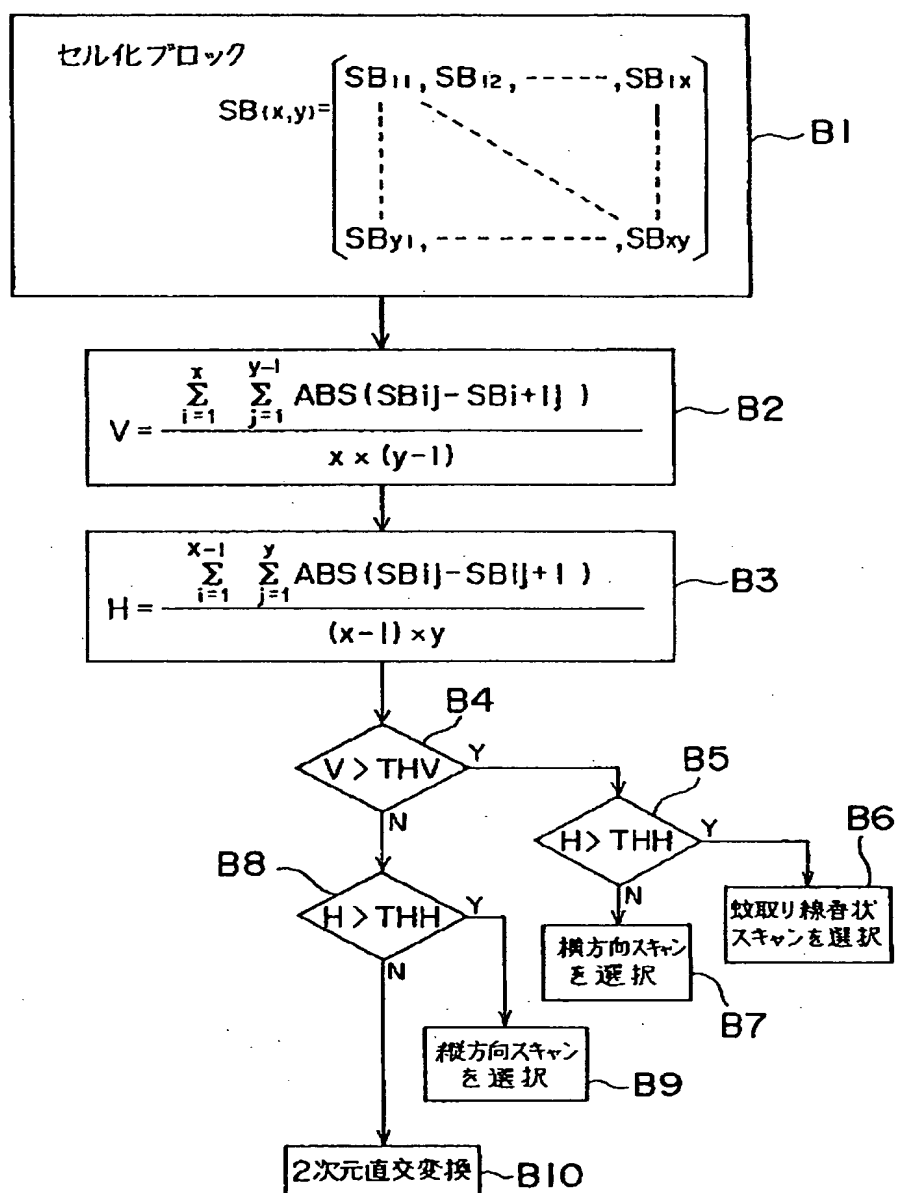 セル化ブロック
SB(x,y)=[SB11, SB12, -----, SB1x
SBy1, ---------, SBxy]
B1
V = x Σ i=1 y-1 Σ j=1 ABS(SBij-SBi+1j) / x × (y-1)
B2
H = x-1 Σ i=1 y Σ j=1 ABS(SBij-SBij+1) / (x-1)×y
B3
B4
V > THV
Y
N
B5
H > THH
Y
N
B6
蚊取り線香状
スキャンを選択
B8
H > THH
Y
N
横方向スキャン
を選択
B7
縦方向スキャン
を選択
B9
2次元直交変換
B10